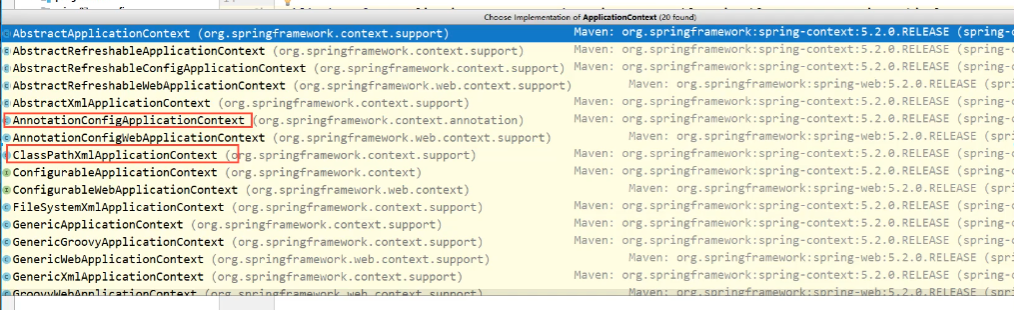 Choose Implementation of ApplicationContext (20 found)
AbstractApplicationContext (org.springframework.context.support) Maven: org.springframework:spring-context:5.2.0.RELEASE (spring-c
AbstractRefreshableApplicationContext (org.springframework.context.support) Maven: org.springframework:spring-context:5.2.0.RELEASE (spring-c
AbstractRefreshableConfigApplicationContext (org.springframework.context.support) Maven: org.springframework:spring-context:5.2.0.RELEASE (spring-c
AbstractRefreshableWebApplicationContext (org.springframework.web.context.support) Maven: org.springframework:spring-web:5.2.0.RELEASE (spring-
AbstractXmlApplicationContext (org.springframework.context.support) Maven: org.springframework:spring-context:5.2.0.RELEASE (spring-c
AnnotationConfigApplicationContext (org.springframework.context.annotation) Maven: org.springframework:spring-context:5.2.0.RELEASE (spring-c
AnnotationConfigWebApplicationContext (org.springframework.web.context.support) Maven: org.springframework:spring-web:5.2.0.RELEASE (spring-
ClassPathXmlApplicationContext (org.springframework.context.support) Maven: org.springframework:spring-context:5.2.0.RELEASE (spring-c
ConfigurableApplicationContext (org.springframework.context) Maven: org.springframework:spring-context:5.2.0.RELEASE (spring-c
ConfigurableWebApplicationContext (org.springframework.web.context) Maven: org.springframework:spring-web:5.2.0.RELEASE (spring-
FileSystemXmlApplicationContext (org.springframework.context.support) Maven: org.springframework:spring-context:5.2.0.RELEASE (spring-c
GenericApplicationContext (org.springframework.context.support) Maven: org.springframework:spring-context:5.2.0.RELEASE (spring-c
GenericGroovyApplicationContext (org.springframework.context.support) Maven: org.springframework:spring-context:5.2.0.RELEASE (spring-c
GenericWebApplicationContext (org.springframework.web.context.support) Maven: org.springframework:spring-web:5.2.0.RELEASE (spring-
GenericXmlApplicationContext (org.springframework.context.support) Maven: org.springframework:spring-context:5.2.0.RELEASE (spring-c
GroovyWebApplicationContext (org.springframework.web.context.support) Maven: org.springframework:spring-web:5.2.0.RELEASE (spring-